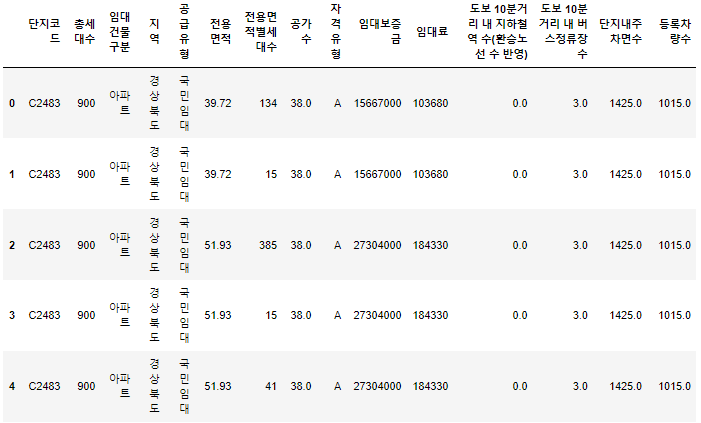 단지코드 총세대수 임대건물구분 지역 공급유형 전용면적 전용면적별세대수 공가수 자격유형 임대보증금 임대료 도보 10분거리 내 지하철역 수(환승노선 수 반영) 도보 10분거리 내 버스정류장수 단지내주차면수 등록차량수
0 C2483 900 아파트 경상북도 국민임대 39.72 134 38.0 A 15667000 103680 0.0 3.0 1425.0 1015.0
1 C2483 900 아파트 경상북도 국민임대 39.72 15 38.0 A 15667000 103680 0.0 3.0 1425.0 1015.0
2 C2483 900 아파트 경상북도 국민임대 51.93 385 38.0 A 27304000 184330 0.0 3.0 1425.0 1015.0
3 C2483 900 아파트 경상북도 국민임대 51.93 15 38.0 A 27304000 184330 0.0 3.0 1425.0 1015.0
4 C2483 900 아파트 경상북도 국민임대 51.93 41 38.0 A 27304000 184330 0.0 3.0 1425.0 1015.0